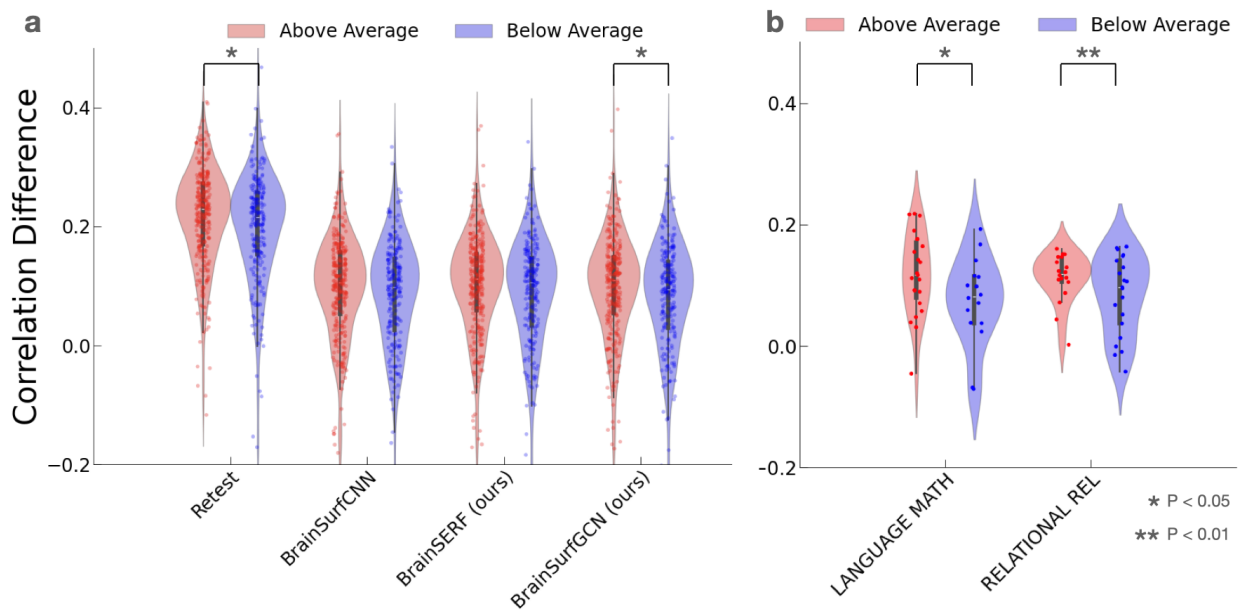 a
Above Average
Below Average
*
*
Correlation Difference
0.4
0.2
0.0
−0.2
Retest
BrainSurfCNN
BrainSERF (ours)
BrainSurfGCN (ours)
b
Above Average
Below Average
*
**
0.4
0.2
0.0
−0.2
LANGUAGE MATH
RELATIONAL REL
* P < 0.05
** P < 0.01